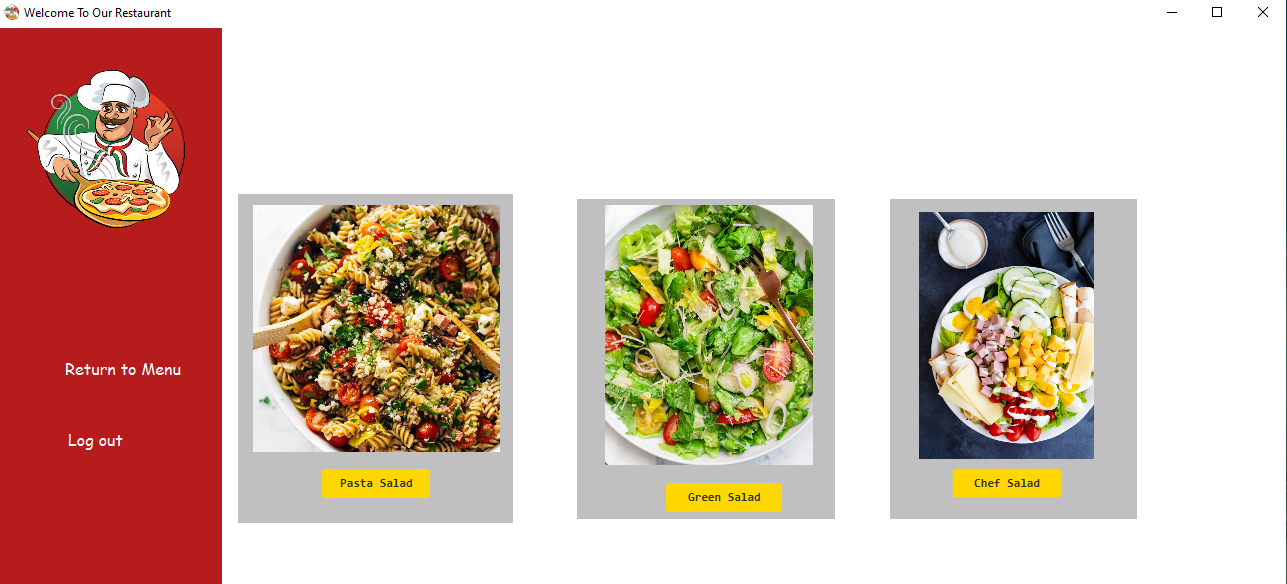 Welcome To Our Restaurant
Return to Menu
Log out
Pasta Salad
Green Salad
Chef Salad